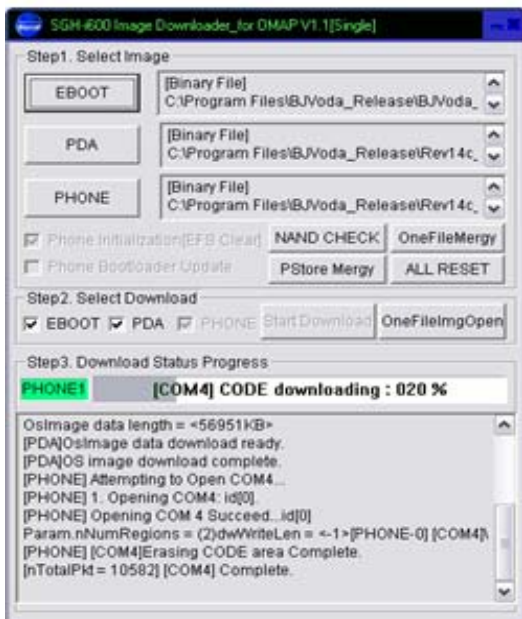 SGH-i600 Image Downloader_for OMAP V1.1[Single]
Step1. Select Image
EBOOT
[Binary File]
C:\Program Files\BJVoda_Release\BJVoda_
PDA
[Binary File]
C:\Program Files\BJVoda_Release\Rev14c_
PHONE
[Binary File]
C:\Program Files\BJVoda_Release\Rev14c_
Phone Initialization[EFS Clear]
NAND CHECK
OneFileMergy
Phone Bootloader Update
PStore Mergy
ALL RESET
Step2. Select Download
EBOOT PDA PHONE Start Download OneFileImgOpen
Step3. Download Status Progress
PHONE1 [COM4] CODE downloading : 020 %
OsImage data length = <56951KB>
[PDA]OsImage data download ready.
[PDA]OS image download complete.
[PHONE] Attempting to Open COM4...
[PHONE] 1. Opening COM4: id[0].
[PHONE] Opening COM 4 Succeed...id[0]
Param.nNumRegions = (2)dwWriteLen = <-1>[PHONE-0] [COM4]\
[PHONE] [COM4]Erasing CODE area Complete.
[nTotalPkt = 10582] [COM4] Complete.